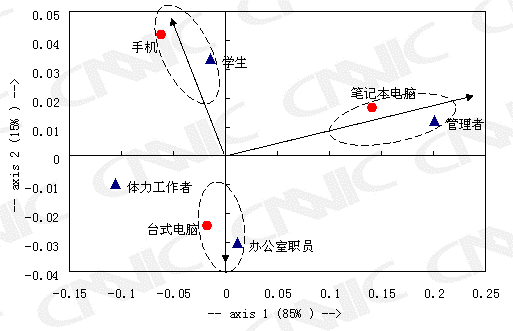 0.05
手机
学生
0.04
0.03
笔记本电脑
0.02
管理者
0.01
0
体力工作者
-0.01
台式电脑
-0.02
办公室职员
-0.03
-0.04
-0.15 -0.1 -0.05 0 0.05 0.1 0.15 0.2 0.25
-- axis 1 (85% ) -->
-- axis 2 (15% ) -->
CNNIC